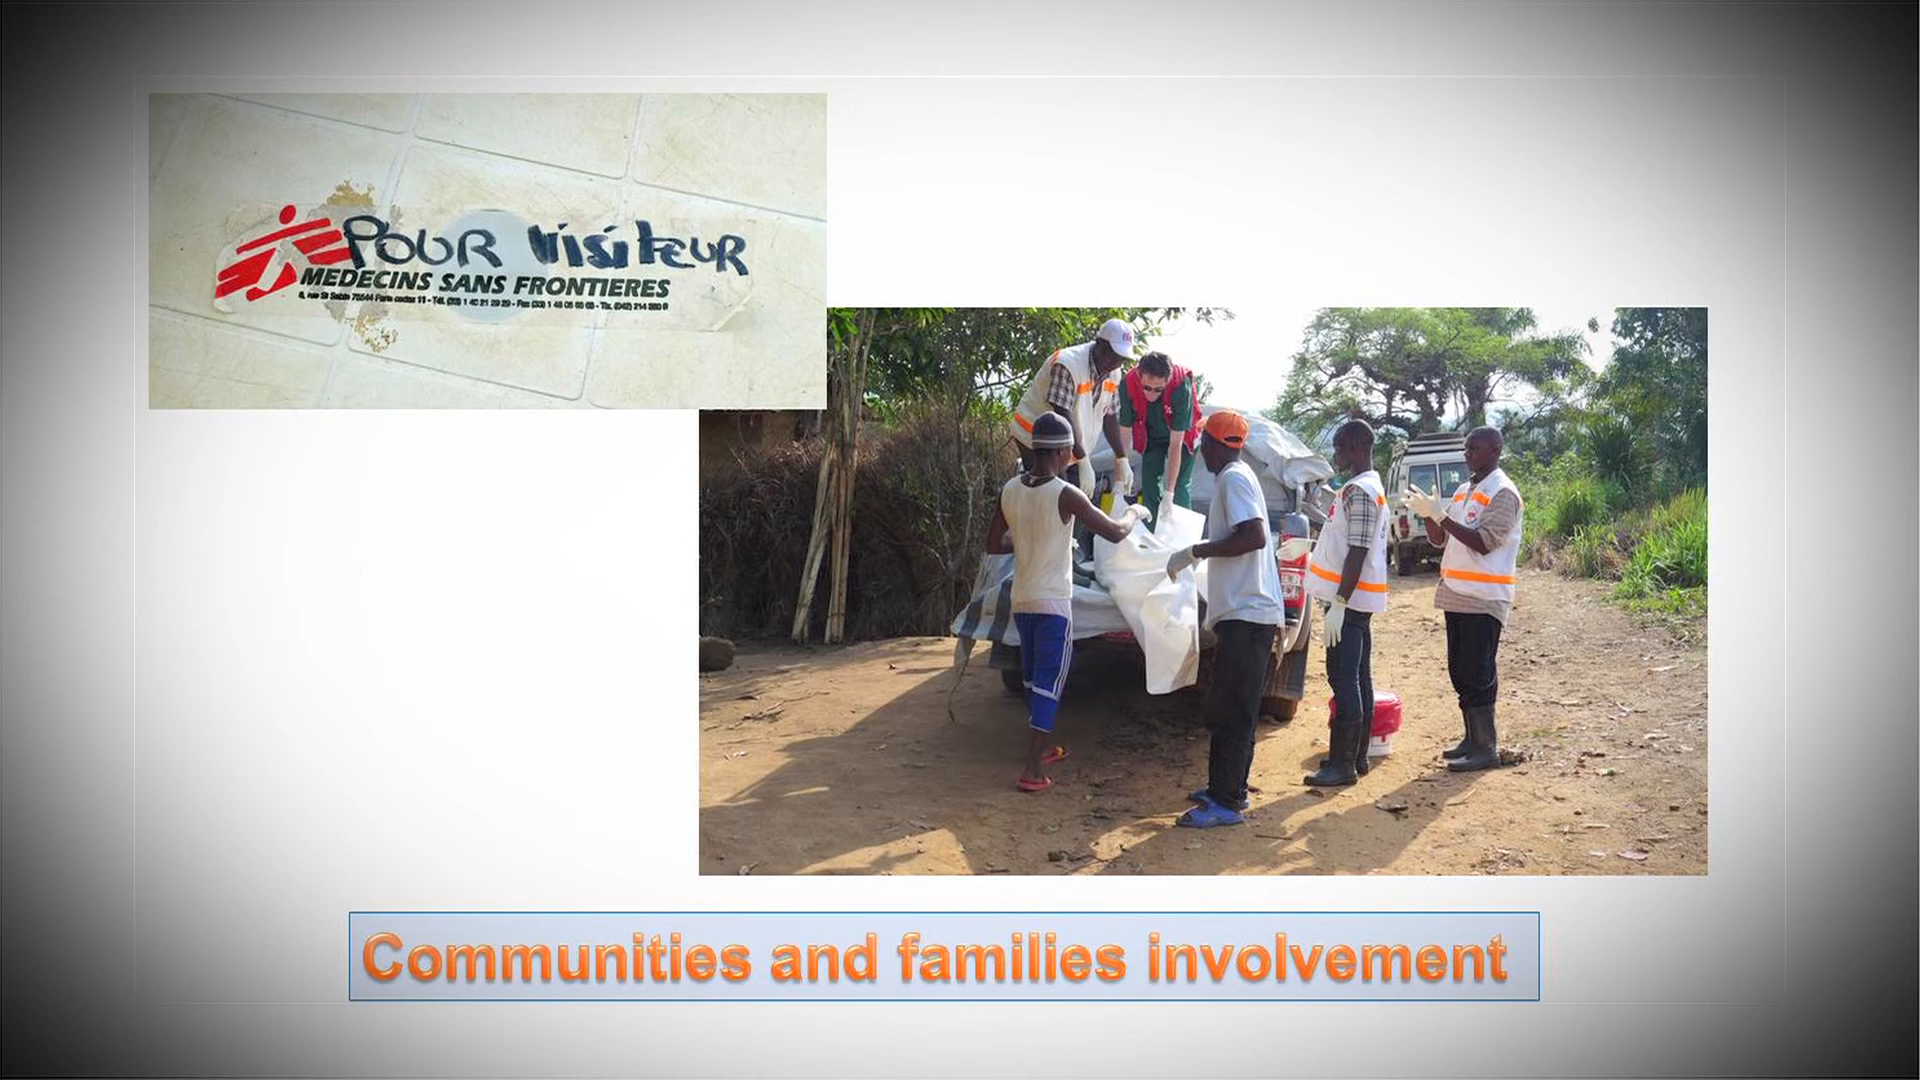 POUR VisiTEUR
MEDECINS SANS FRONTIERES
Communities and families involvement